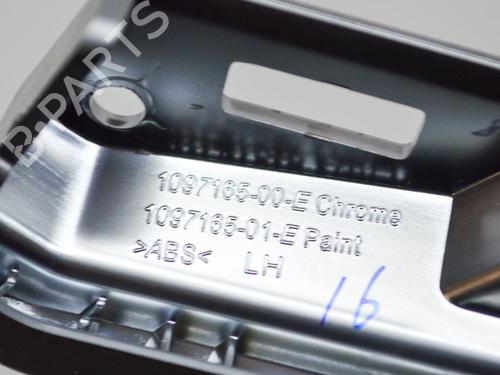 B-PARTS
1097165-00-E Chrome
1097165-01-E Paint
>ABS< LH
16